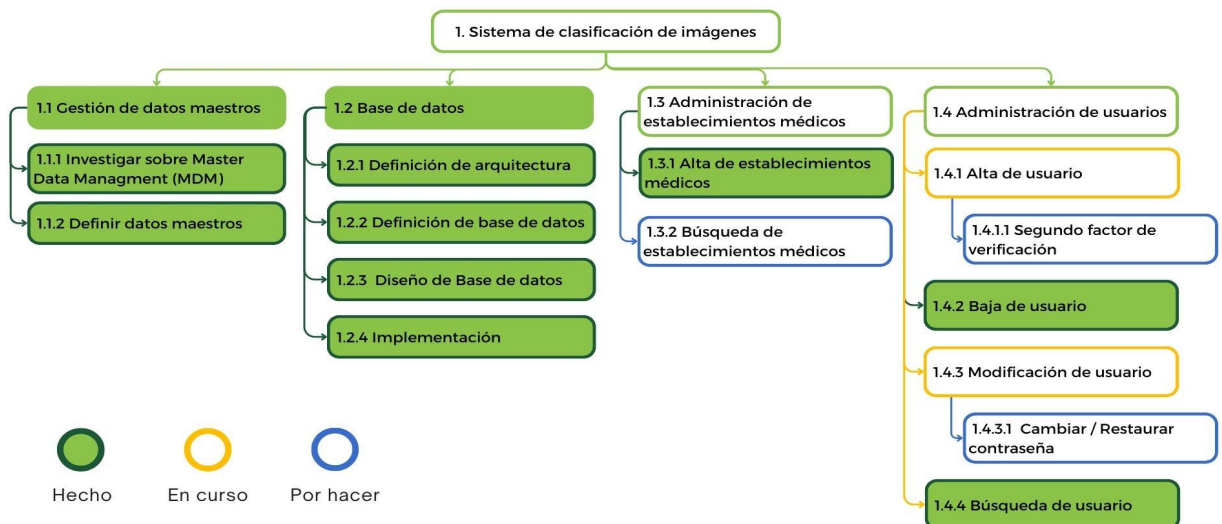 1. Sistema de clasificación de imágenes
1.1 Gestión de datos maestros
1.1.1 Investigar sobre Master
Data Managment (MDM)
1.1.2 Definir datos maestros
1.2 Base de datos
1.2.1 Definición de arquitectura
1.2.2 Definición de base de datos
1.2.3 Diseño de Base de datos
1.2.4 Implementación
1.3 Administración de
establecimientos médicos
1.3.1 Alta de establecimientos
médicos
1.3.2 Búsqueda de
establecimientos médicos
1.4 Administración de usuarios
1.4.1 Alta de usuario
1.4.1.1 Segundo factor de
verificación
1.4.2 Baja de usuario
1.4.3 Modificación de usuario
1.4.3.1 Cambiar / Restaurar
contraseña
1.4.4 Búsqueda de usuario
Hecho
En curso
Por hacer